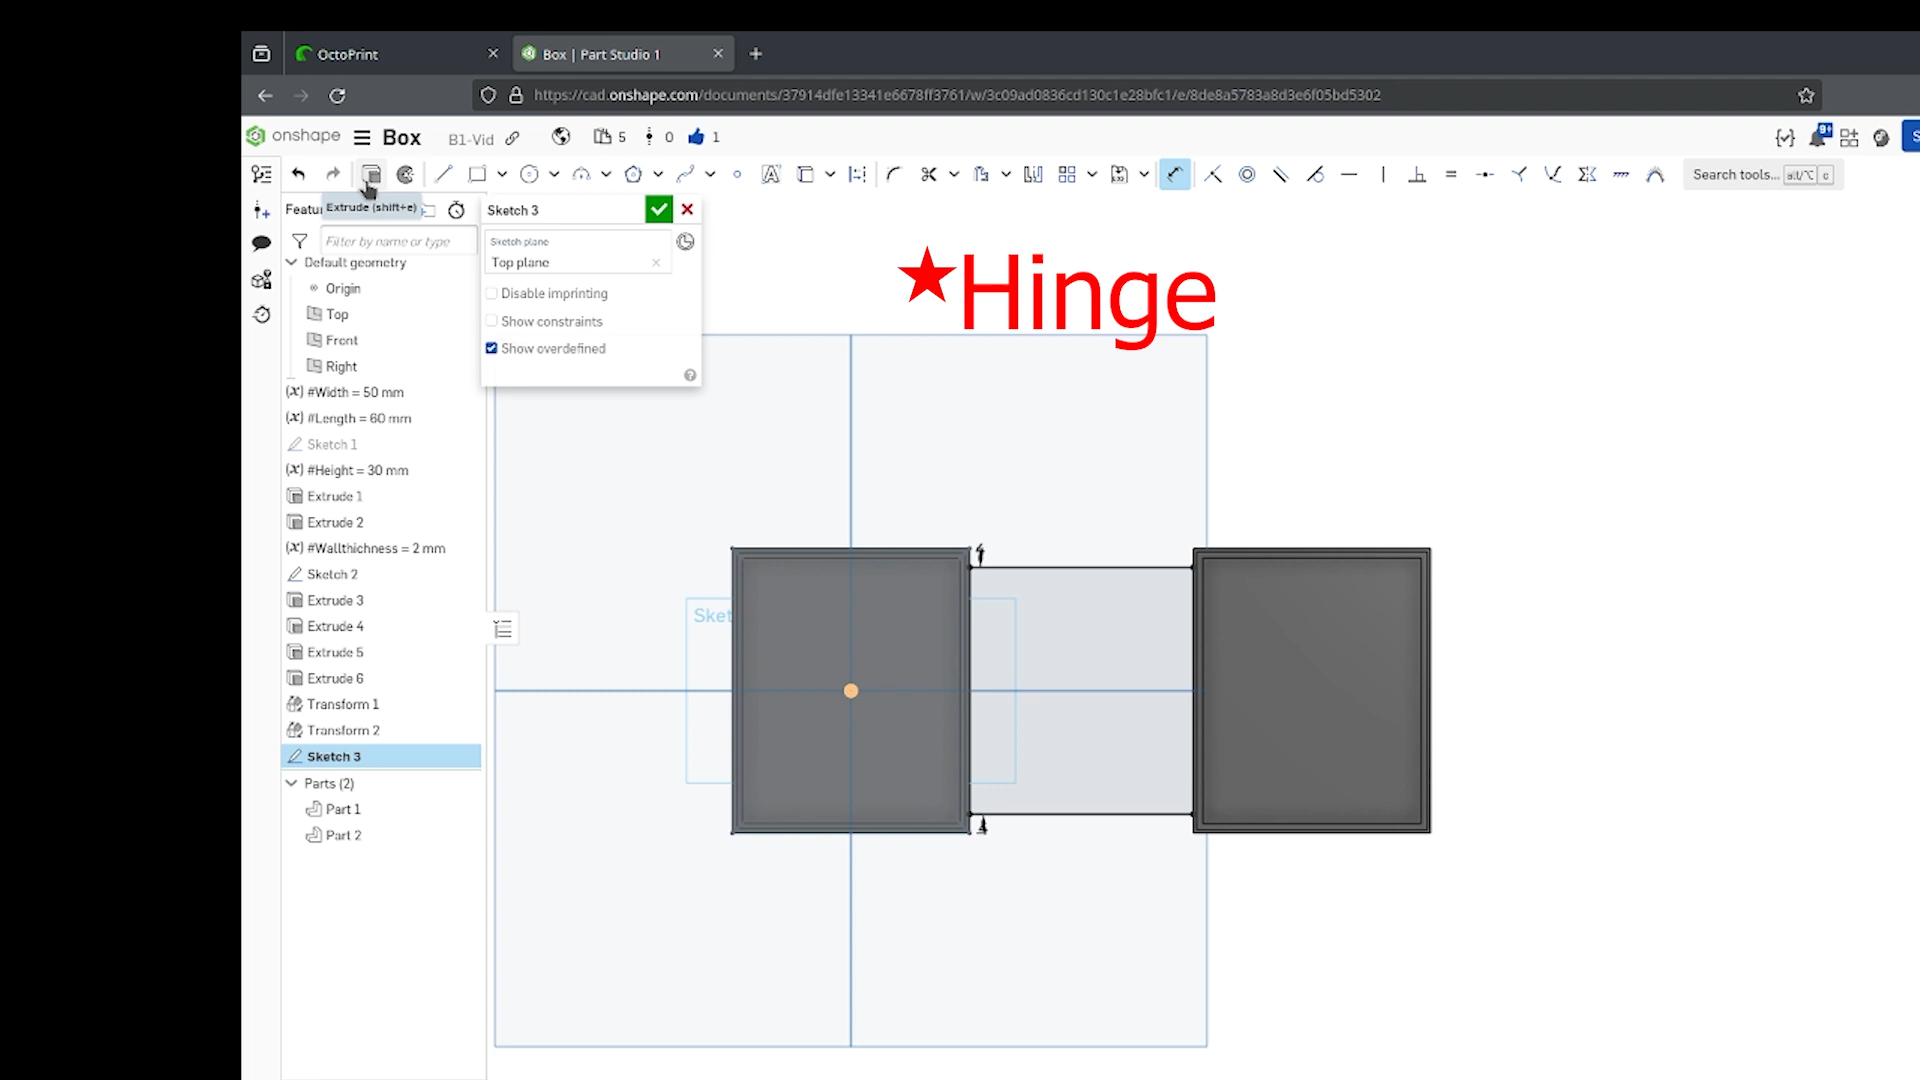 OctoPrint
Box | Part Studio 1
https://cad.onshape.com/documents/37914dfe13341e6678ff3761/w/3c09ad0836cd130c1e28bfc1/e/8de8a5783a8d3e6f05bd5302
onshape
Box
B1-Vid
5
0
1
9+
S
Search tools...
alt/⌥
c
Featu
Extrude (shift+e)
Sketch 3
Filter by name or type
Sketch plane
Top plane
Disable imprinting
Show constraints
Show overdefined
★Hinge
Default geometry
Origin
Top
Front
Right
(x) #Width = 50 mm
(x) #Length = 60 mm
Sketch 1
(x) #Height = 30 mm
Extrude 1
Extrude 2
(x) #Wallthichness = 2 mm
Sketch 2
Extrude 3
Extrude 4
Extrude 5
Extrude 6
Transform 1
Transform 2
Sketch 3
Parts (2)
Part 1
Part 2
Sket